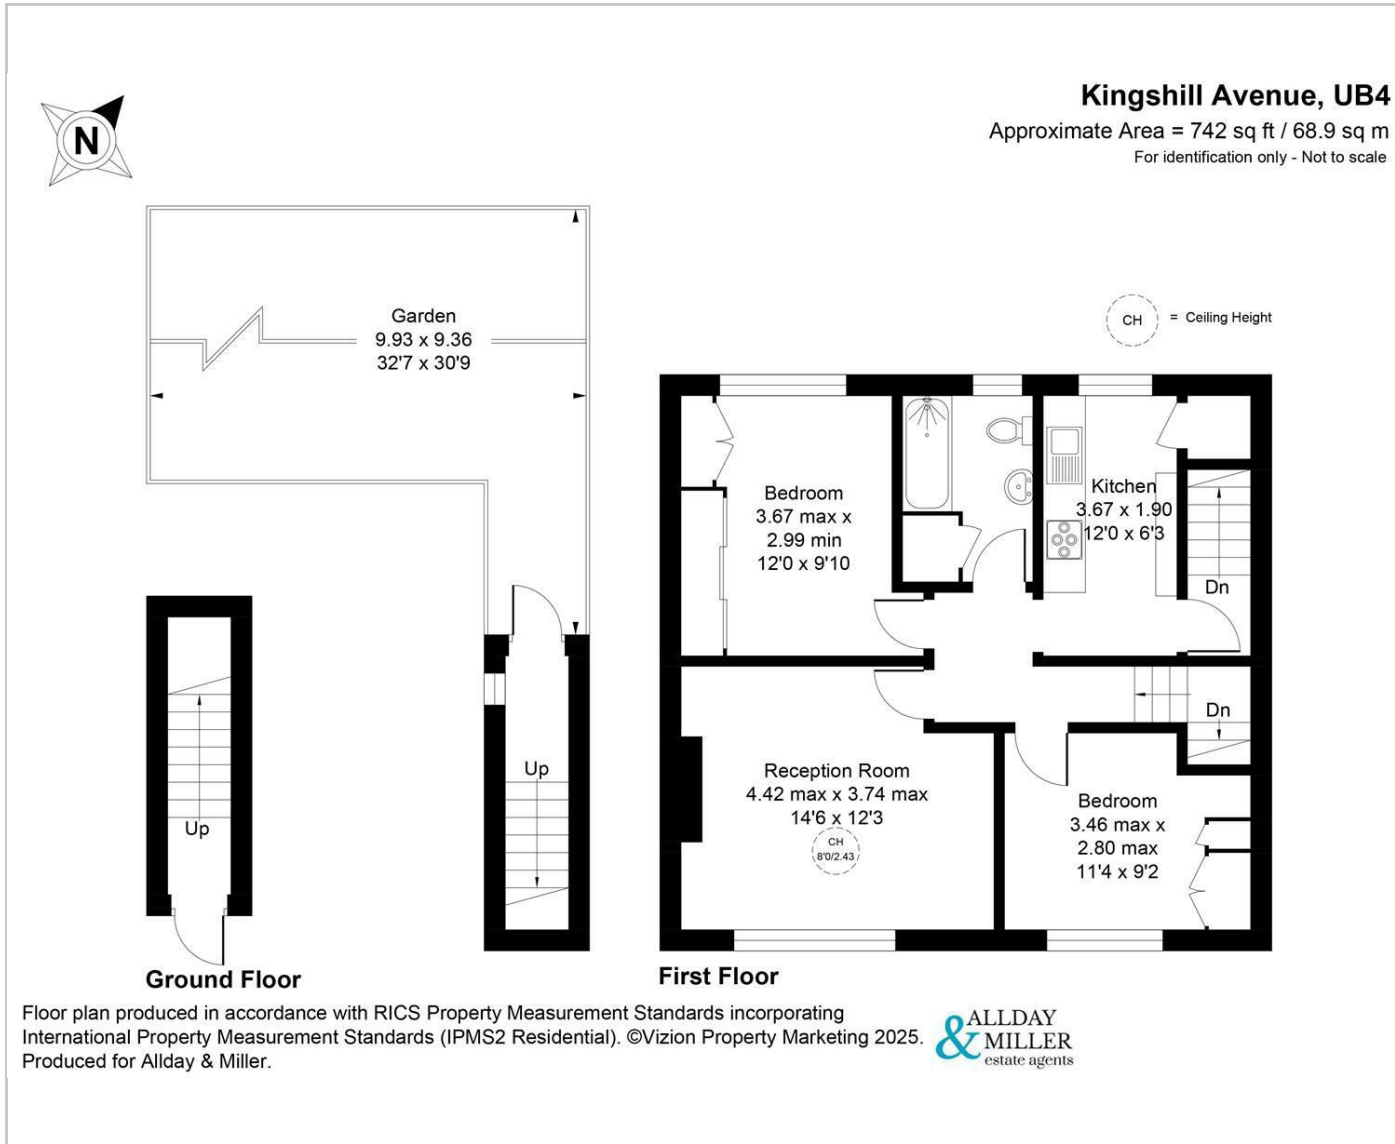 Kingshill Avenue, UB4
Approximate Area = 742 sq ft / 68.9 sq m
For identification only - Not to scale
N
Garden
9.93 x 9.36
32'7 x 30'9
CH = Ceiling Height
Bedroom
3.67 max x
2.99 min
12'0 x 9'10
Kitchen
3.67 x 1.90
12'0 x 6'3
Dn
Dn
Up
Up
Reception Room
4.42 max x 3.74 max
14'6 x 12'3
CH
8'0/2.43
Bedroom
3.46 max x
2.80 max
11'4 x 9'2
Ground Floor
First Floor
Floor plan produced in accordance with RICS Property Measurement Standards incorporating
International Property Measurement Standards (IPMS2 Residential). ©Vizion Property Marketing 2025.
Produced for Allday & Miller.
ALLDAY
& MILLER
estate agents